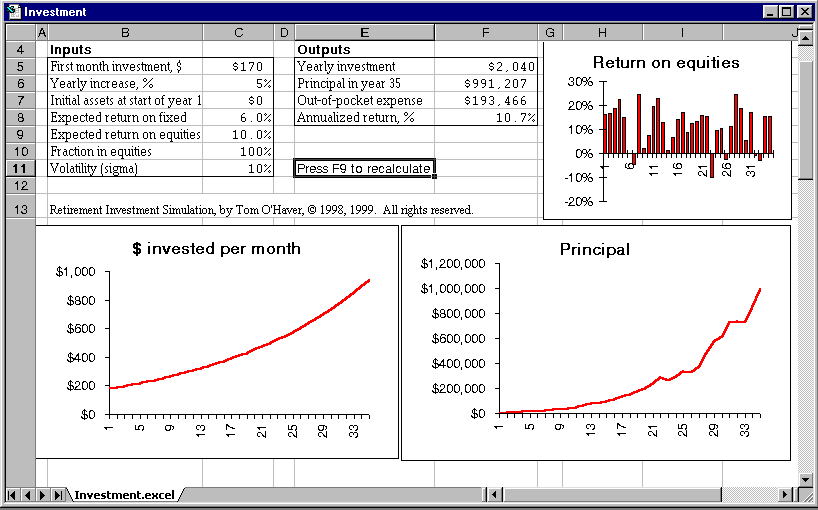 Investment
A B C D E F G H I J
4 Inputs Outputs
5 First month investment, $ $170 Yearly investment $2,040
6 Yearly increase, % 5% Principal in year 35 $991,207
7 Initial assets at start of year 1 $0 Out-of-pocket expense $193,466
8 Expected return on fixed 6.0% Annualized return, % 10.7%
9 Expected return on equities 10.0%
10 Fraction in equities 100%
11 Volatility (sigma) 10% Press F9 to recalculate
12
13 Retirement Investment Simulation, by Tom O'Haver, © 1998, 1999. All rights reserved.
Return on equities
30%
20%
10%
0%
-10%
-20%
1 6 11 16 21 26 31
$ invested per month
$1,000
$800
$600
$400
$200
$0
1 5 9 13 17 21 25 29 33
Principal
$1,200,000
$1,000,000
$800,000
$600,000
$400,000
$200,000
$0
1 5 9 13 17 21 25 29 33
Investment.excel